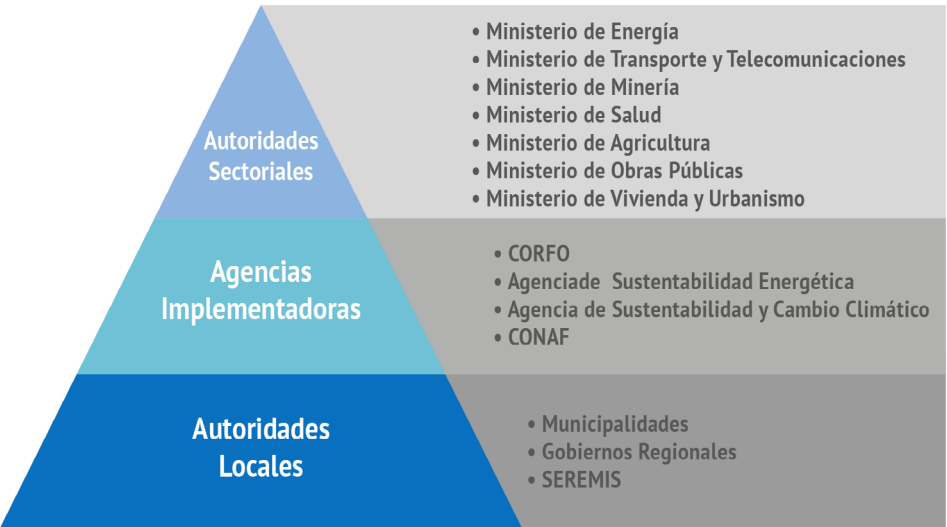 Autoridades
Sectoriales
• Ministerio de Energía
• Ministerio de Transporte y Telecomunicaciones
• Ministerio de Minería
• Ministerio de Salud
• Ministerio de Agricultura
• Ministerio de Obras Públicas
• Ministerio de Vivienda y Urbanismo
Agencias
Implementadoras
• CORFO
• Agenciade  Sustentabilidad Energética
• Agencia de Sustentabilidad y Cambio Climático
• CONAF
Autoridades
Locales
• Municipalidades
• Gobiernos Regionales
• SEREMIS